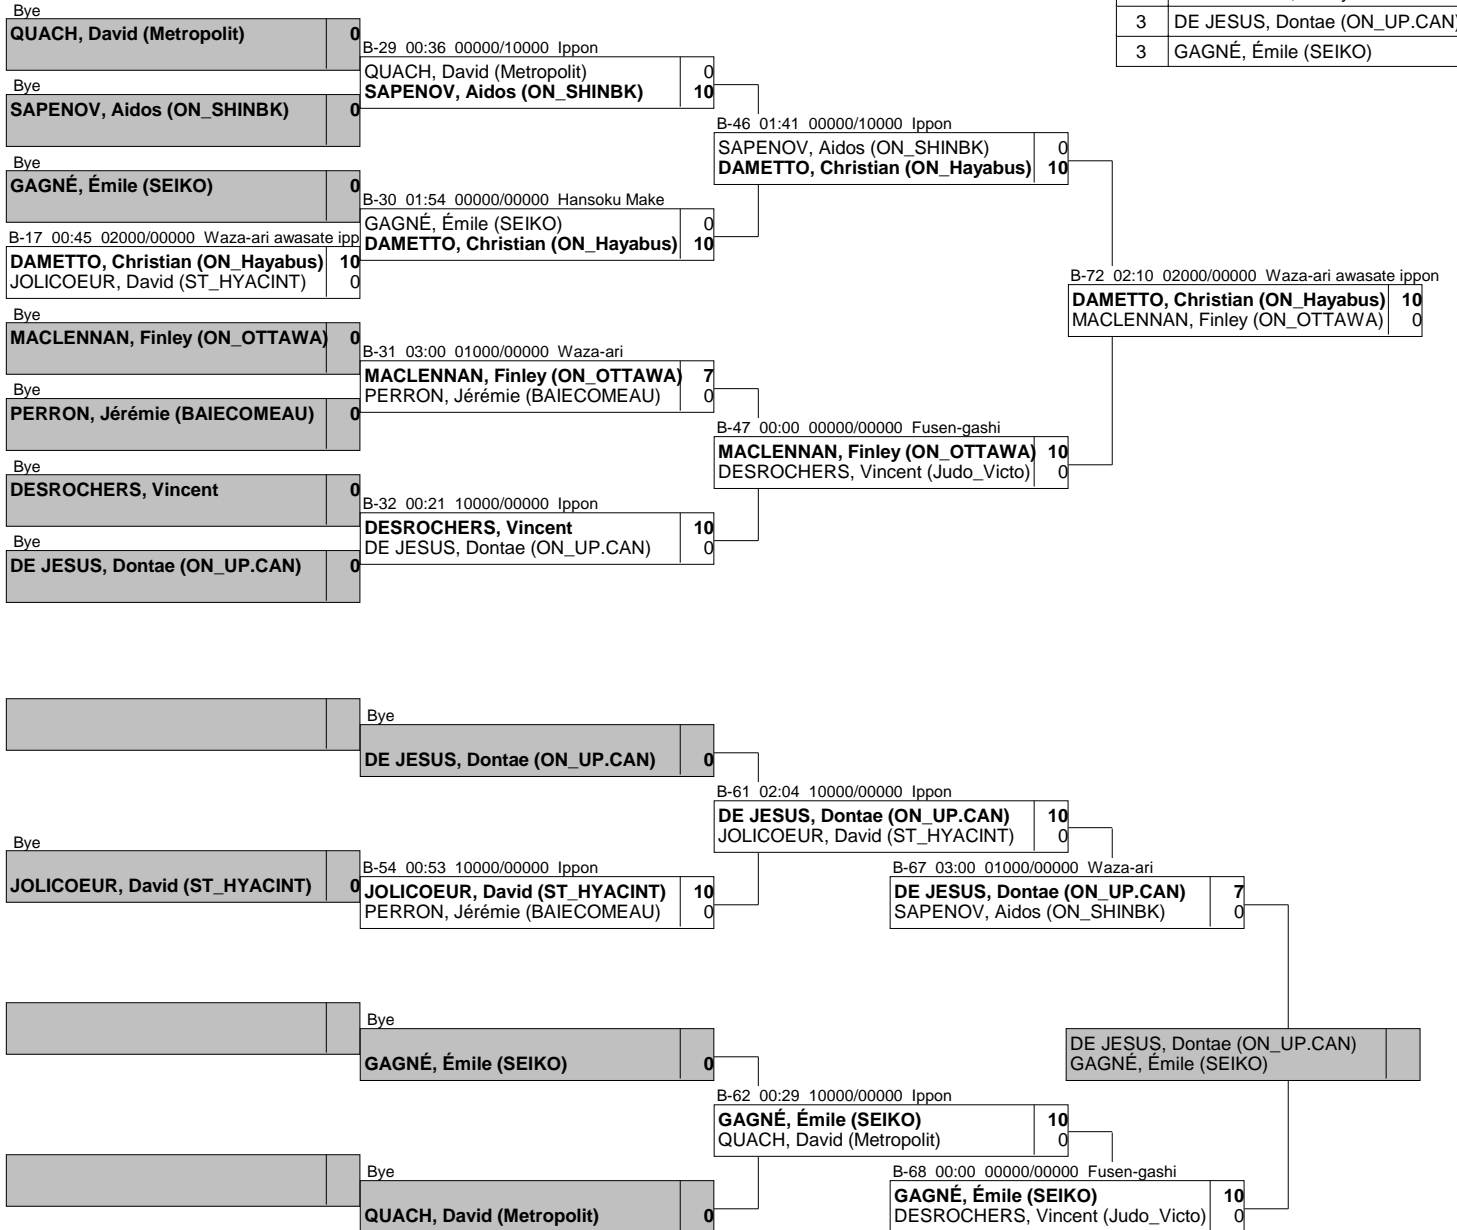 3 DE JESUS, Dontae (ON_UP.CAN)
3 GAGNÉ, Émile (SEIKO)
Bye
QUACH, David (Metropolit) 0
Bye
SAPENOV, Aidos (ON_SHINBK) 0
Bye
GAGNÉ, Émile (SEIKO) 0
B-17 00:45 02000/00000 Waza-ari awasate ipp
DAMETTO, Christian (ON_Hayabus) 10
JOLICOEUR, David (ST_HYACINT) 0
Bye
MACLENNAN, Finley (ON_OTTAWA) 0
Bye
PERRON, Jérémie (BAIECOMEAU) 0
Bye
DESROCHERS, Vincent 0
Bye
DE JESUS, Dontae (ON_UP.CAN) 0
B-29 00:36 00000/10000 Ippon
QUACH, David (Metropolit) 0
SAPENOV, Aidos (ON_SHINBK) 10
B-30 01:54 00000/00000 Hansoku Make
GAGNÉ, Émile (SEIKO) 0
DAMETTO, Christian (ON_Hayabus) 10
B-31 03:00 01000/00000 Waza-ari
MACLENNAN, Finley (ON_OTTAWA) 7
PERRON, Jérémie (BAIECOMEAU) 0
B-32 00:21 10000/00000 Ippon
DESROCHERS, Vincent 10
DE JESUS, Dontae (ON_UP.CAN) 0
B-46 01:41 00000/10000 Ippon
SAPENOV, Aidos (ON_SHINBK) 0
DAMETTO, Christian (ON_Hayabus) 10
B-47 00:00 00000/00000 Fusen-gashi
MACLENNAN, Finley (ON_OTTAWA) 10
DESROCHERS, Vincent (Judo_Victo) 0
B-72 02:10 02000/00000 Waza-ari awasate ippon
DAMETTO, Christian (ON_Hayabus) 10
MACLENNAN, Finley (ON_OTTAWA) 0
Bye
JOLICOEUR, David (ST_HYACINT) 0
Bye
DE JESUS, Dontae (ON_UP.CAN) 0
B-54 00:53 10000/00000 Ippon
JOLICOEUR, David (ST_HYACINT) 10
PERRON, Jérémie (BAIECOMEAU) 0
Bye
GAGNÉ, Émile (SEIKO) 0
Bye
QUACH, David (Metropolit) 0
B-61 02:04 10000/00000 Ippon
DE JESUS, Dontae (ON_UP.CAN) 10
JOLICOEUR, David (ST_HYACINT) 0
B-62 00:29 10000/00000 Ippon
GAGNÉ, Émile (SEIKO) 10
QUACH, David (Metropolit) 0
B-67 03:00 01000/00000 Waza-ari
DE JESUS, Dontae (ON_UP.CAN) 7
SAPENOV, Aidos (ON_SHINBK) 0
B-68 00:00 00000/00000 Fusen-gashi
GAGNÉ, Émile (SEIKO) 10
DESROCHERS, Vincent (Judo_Victo) 0
DE JESUS, Dontae (ON_UP.CAN)
GAGNÉ, Émile (SEIKO)